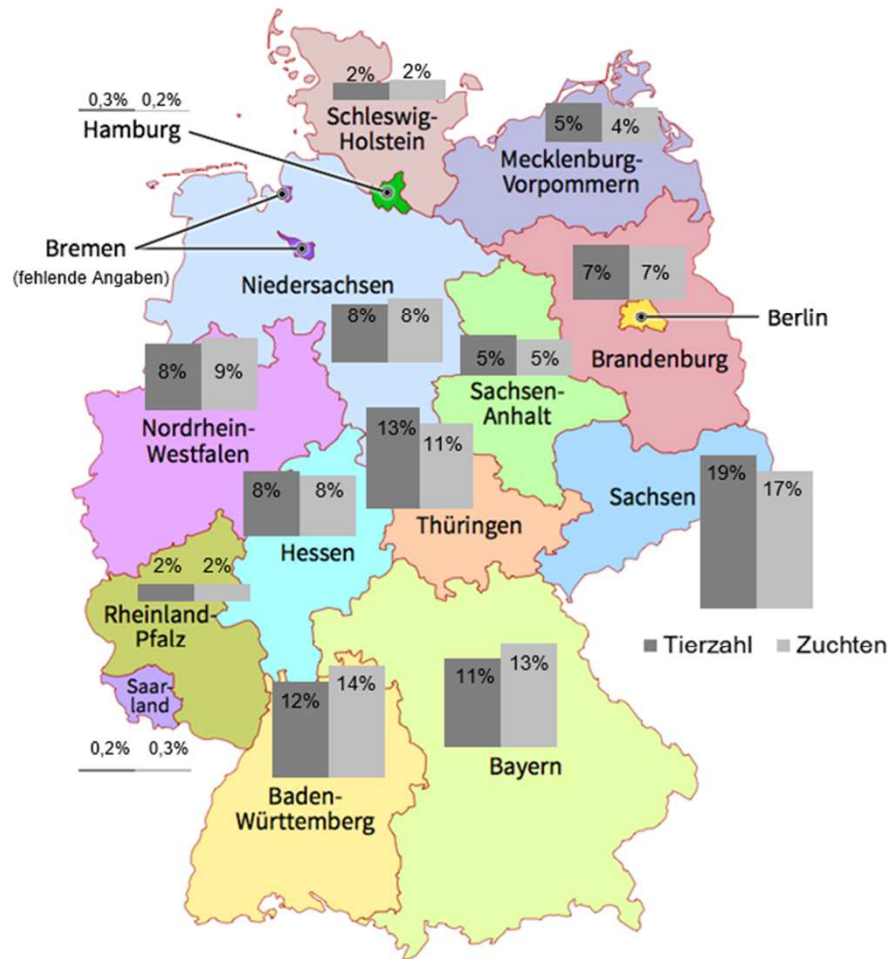 2% 2%
0,3% 0,2%
Hamburg
Schleswig-
Holstein
5% 4%
Mecklenburg-
Vorpommern
Bremen
(fehlende Angaben)
Niedersachsen
7% 7%
Berlin
Brandenburg
8% 8%
5% 5%
Sachsen-
Anhalt
8% 9%
Nordrhein-
Westfalen
13% 11%
Thüringen
19% 17%
Sachsen
8% 8%
Hessen
2% 2%
Rheinland-
Pfalz
Tierzahl Zuchten
Saar-
land
0,2% 0,3%
12% 14%
Baden-
Württemberg
11% 13%
Bayern